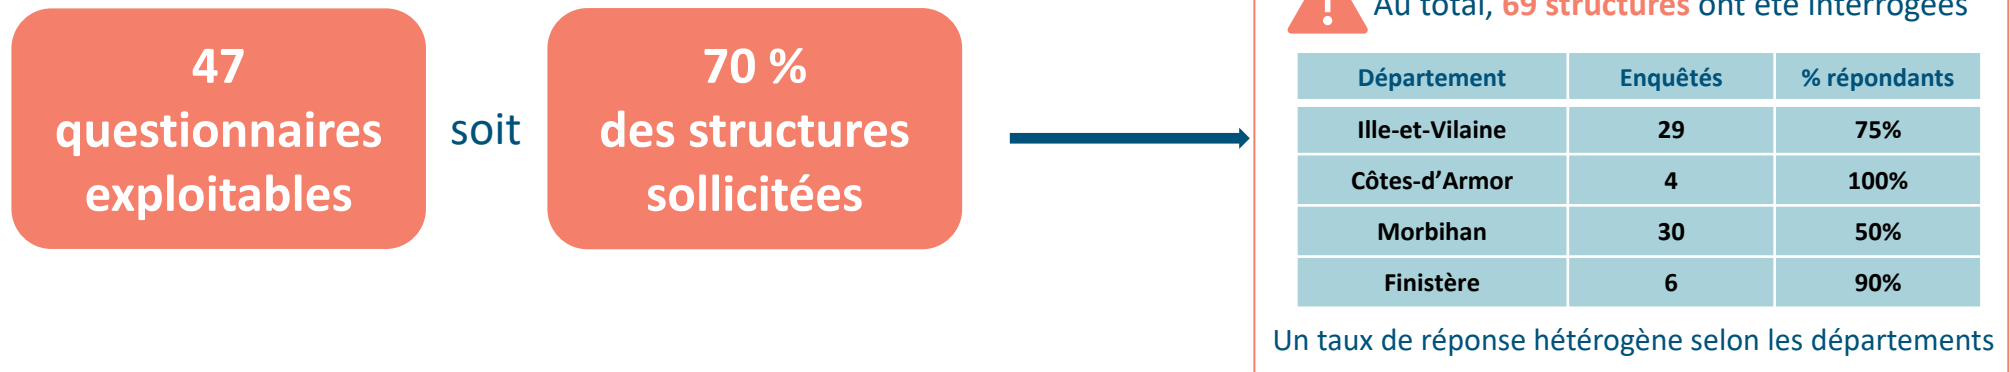 47
questionnaires
exploitables
soit
70 %
des structures
sollicitées
Au total, 69 structures ont été interrogées
Département Enquêtés % répondants
Ille-et-Vilaine 29 75%
Côtes-d’Armor 4 100%
Morbihan 30 50%
Finistère 6 90%
Un taux de réponse hétérogène selon les départements